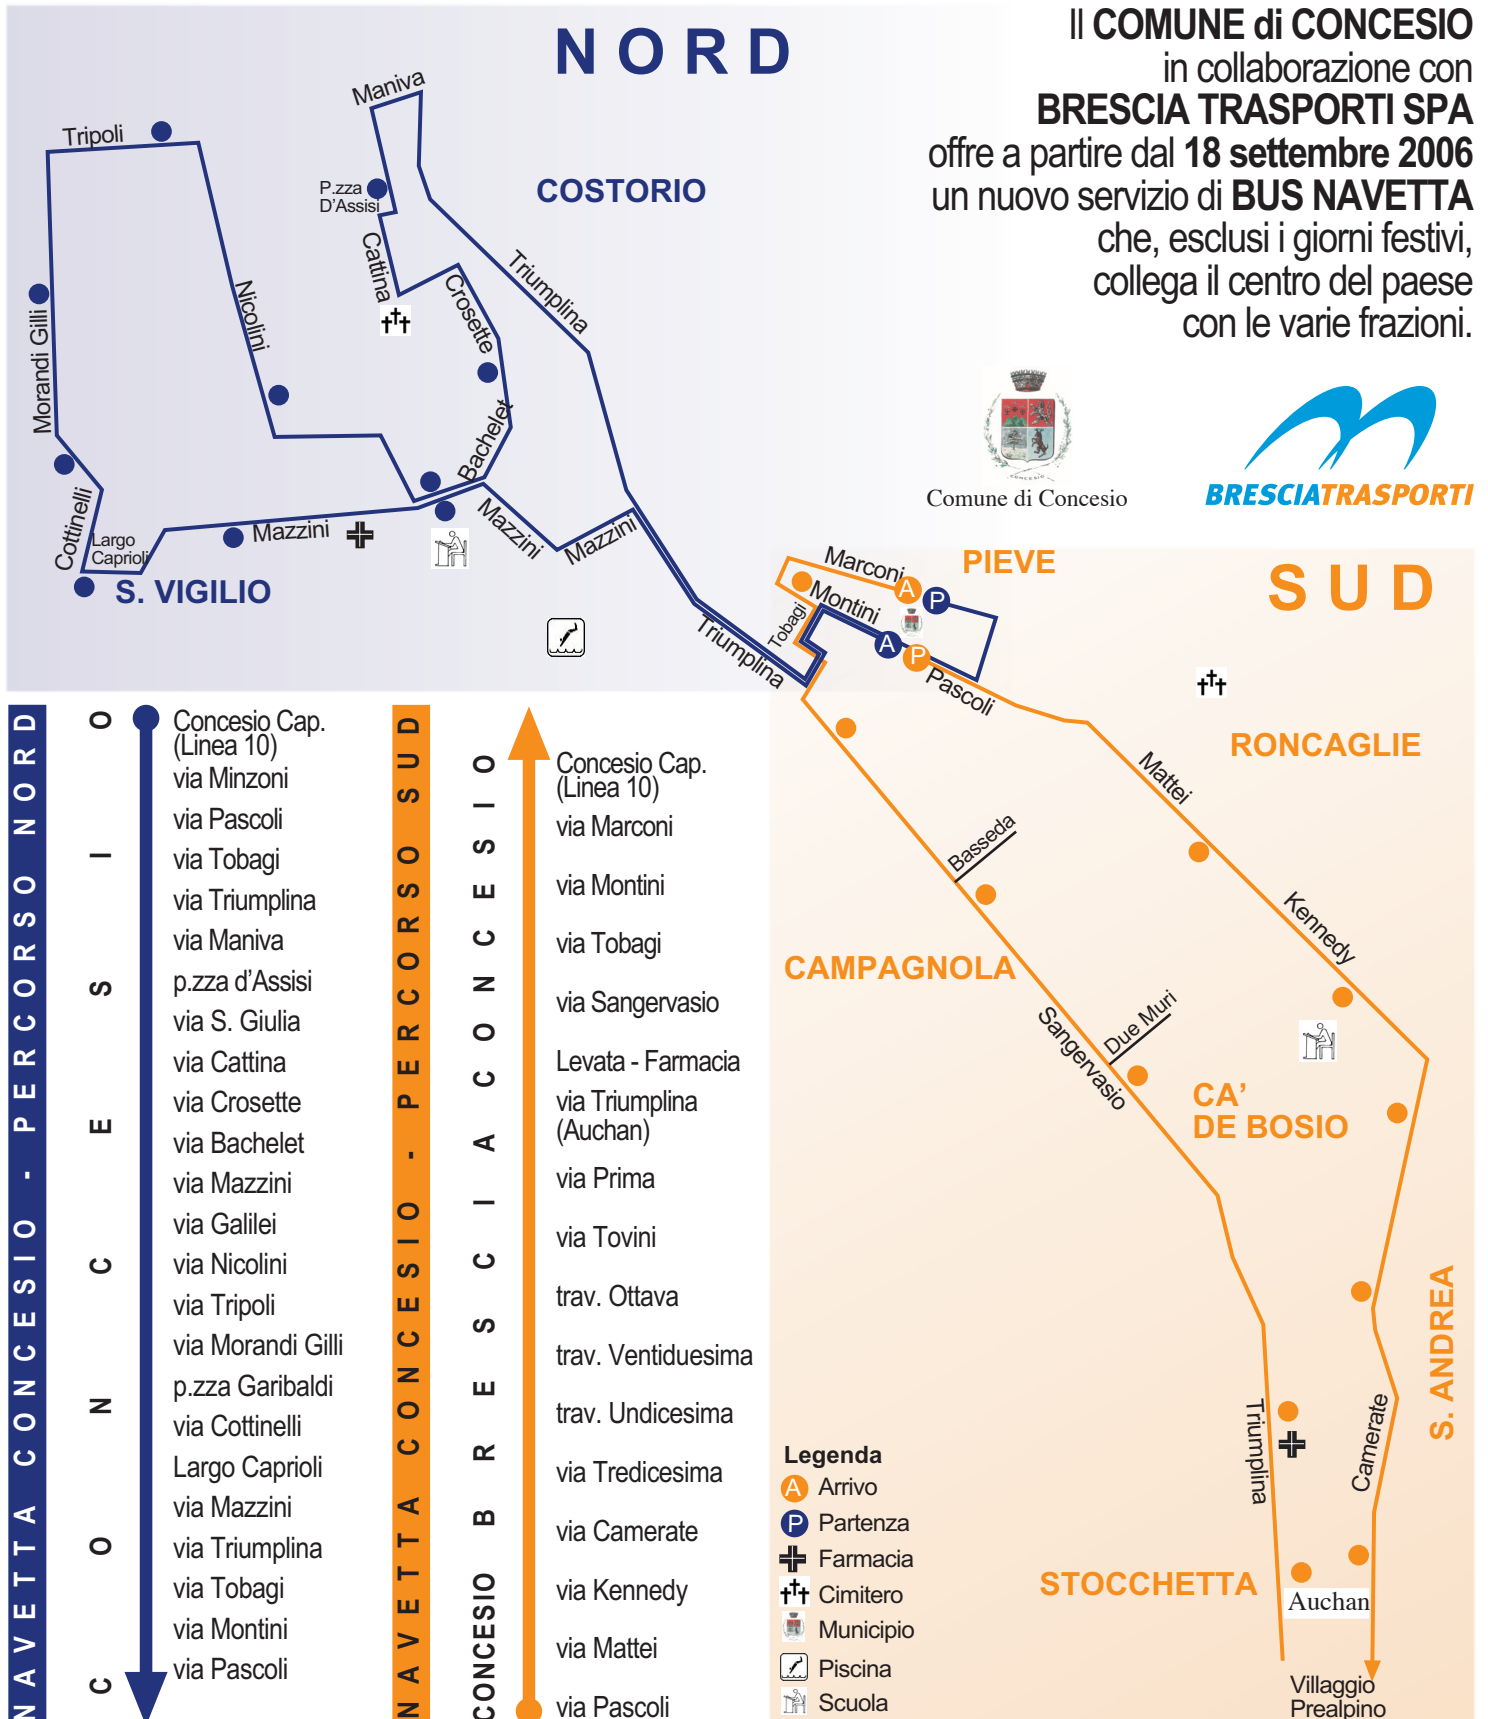 NORD
Il COMUNE di CONCESIO
in collaborazione con
BRESCIA TRASPORTI SPA
offre a partire dal 18 settembre 2006
un nuovo servizio di BUS NAVETTA
che, esclusi i giorni festivi,
collega il centro del paese
con le varie frazioni.
Comune di Concesio
BRESCIATRASPORTI
Maniva
Tripoli
P.zza
D'Assisi
COSTORIO
Cattina
Triumplina
Crosette
Nicolini
Morandi Gilli
Bachelet
Cottinelli
Largo
Caprioli
Mazzini
Mazzini
Mazzini
S. VIGILIO
Triumplina
SUD
PIEVE
Marconi
A
P
Montini
Tobagi
A
P
Pascoli
RONCAGLIE
Mattei
Basseda
Kennedy
CAMPAGNOLA
Sangervasio
Due Muri
CA'
DE BOSIO
S. ANDREA
Triumplina
Camerate
STOCCHETTA
Auchan
Villaggio
Prealpino
Legenda
A Arrivo
P Partenza
Farmacia
Cimitero
Municipio
Piscina
Scuola
NAVETTA CONCESIO - PERCORSO NORD
CONCESIO
Concesio Cap.
(Linea 10)
via Minzoni
via Pascoli
via Tobagi
via Triumplina
via Maniva
p.zza d'Assisi
via S. Giulia
via Cattina
via Crosette
via Bachelet
via Mazzini
via Galilei
via Nicolini
via Tripoli
via Morandi Gilli
p.zza Garibaldi
via Cottinelli
Largo Caprioli
via Mazzini
via Triumplina
via Tobagi
via Montini
via Pascoli
NAVETTA CONCESIO - PERCORSO SUD
CONCESIO BRESCIA CONCESIO
Concesio Cap.
(Linea 10)
via Marconi
via Montini
via Tobagi
via Sangervasio
Levata - Farmacia
via Triumplina
(Auchan)
via Prima
via Tovini
trav. Ottava
trav. Ventiduesima
trav. Undicesima
via Tredicesima
via Camerate
via Kennedy
via Mattei
via Pascoli